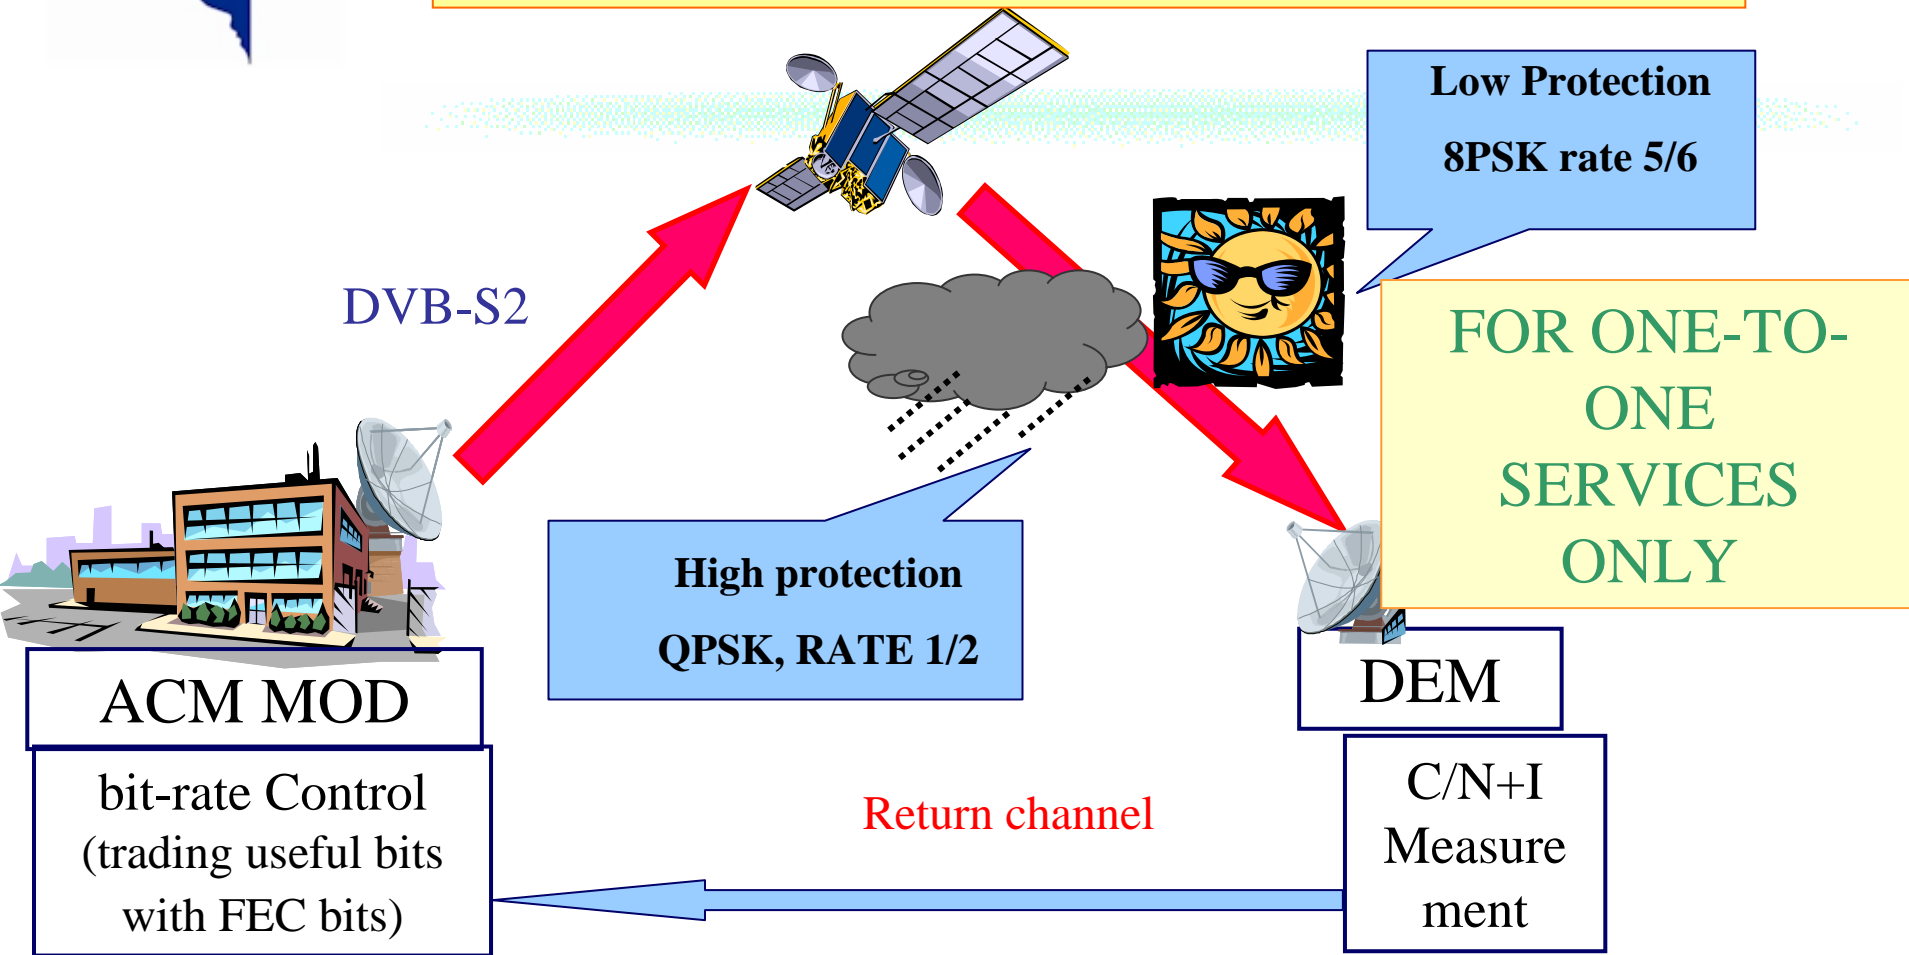 Low Protection
8PSK rate 5/6
DVB-S2
FOR ONE-TO-
ONE
SERVICES
ONLY
High protection
QPSK, RATE 1/2
ACM MOD
DEM
bit-rate Control
(trading useful bits
with FEC bits)
Return channel
C/N+I
Measure
ment